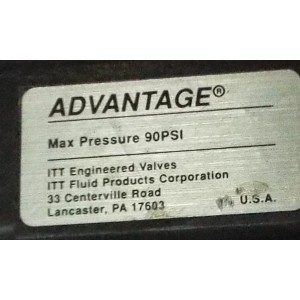 ADVANTAGE®
Max Pressure 90PSI
ITT Engineered Valves
ITT Fluid Products Corporation
33 Centerville Road
Lancaster, PA 17603
U.S.A.